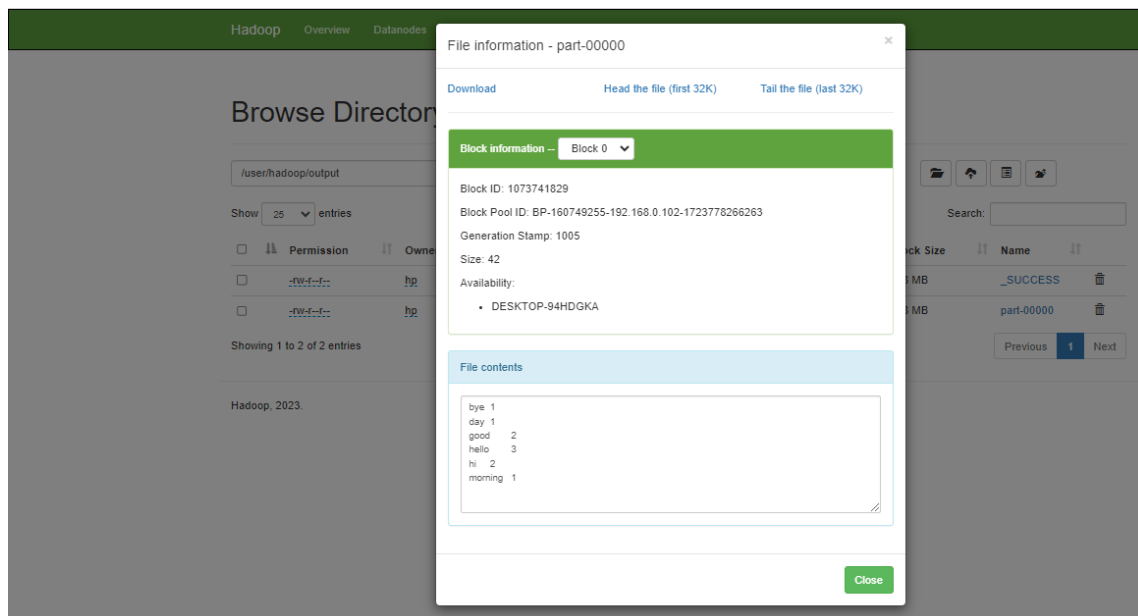 Hadoop Overview Datanodes
Browse Directory
/user/hadoop/output
Show 25 entries
Search:
Permission
Name
-rw-r--r-- hp MB _SUCCESS
-rw-r--r-- hp MB part-00000
Showing 1 to 2 of 2 entries
Previous 1 Next
Hadoop, 2023.
File information - part-00000 ×
Download Head the file (first 32K) Tail the file (last 32K)
Block information -- Block 0
Block ID: 1073741829
Block Pool ID: BP-160749255-192.168.0.102-1723778266263
Generation Stamp: 1005
Size: 42
Availability:
• DESKTOP-94HDGKA
File contents
bye 1
day 1
good 2
hello 3
hi 2
morning 1
Close